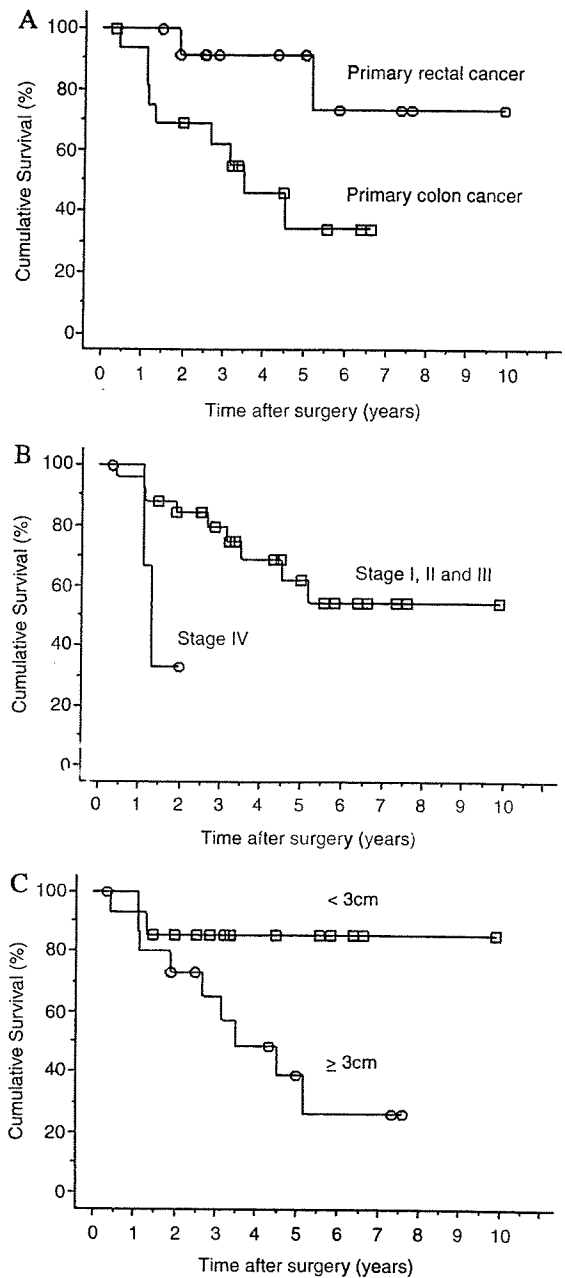 A
100
80
60
40
20
0
Cumulative Survival (%)
Primary rectal cancer
Primary colon cancer
0 1 2 3 4 5 6 7 8 9 10
Time after surgery (years)
B
100
80
60
40
20
0
Cumulative Survival (%)
Stage I, II and III
Stage IV
0 1 2 3 4 5 6 7 8 9 10
Time after surgery (years)
C
100
80
60
40
20
0
Cumulative Survival (%)
< 3cm
≥ 3cm
0 1 2 3 4 5 6 7 8 9 10
Time after surgery (years)